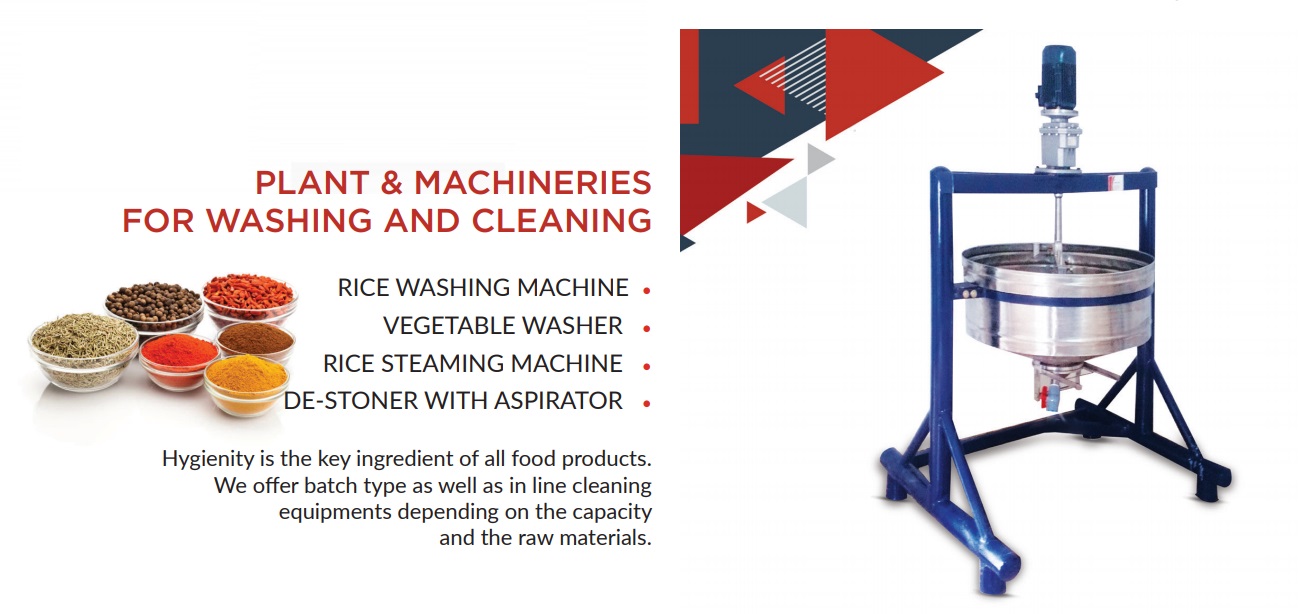 PLANT & MACHINERIES
FOR WASHING AND CLEANING
RICE WASHING MACHINE •
VEGETABLE WASHER •
RICE STEAMING MACHINE •
DE-STONER WITH ASPIRATOR •
Hygienity is the key ingredient of all food products.
We offer batch type as well as in line cleaning
equipments depending on the capacity
and the raw materials.